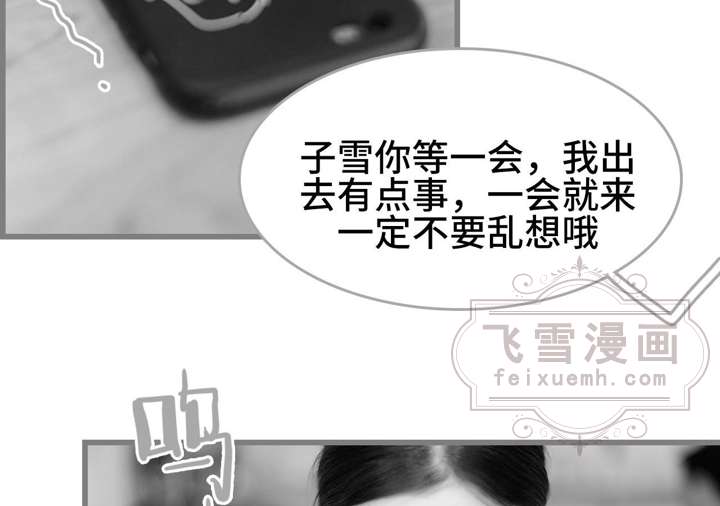 子雪你等一会，我出
去有点事，一会就来
一定不要乱想哦
飞雪漫画
feixuemh.com
呜